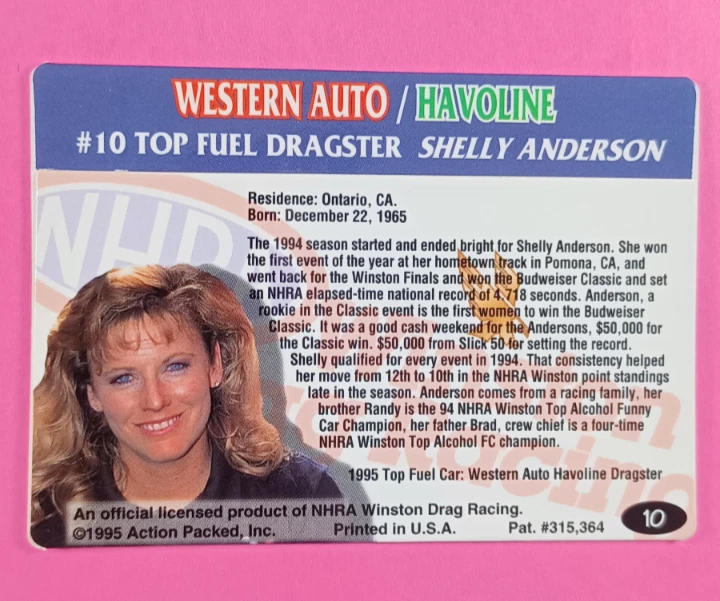 WESTERN AUTO / HAVOLINE
#10 TOP FUEL DRAGSTER SHELLY ANDERSON
NHRA
Residence: Ontario, CA.
Born: December 22, 1965
The 1994 season started and ended bright for Shelly Anderson. She won
the first event of the year at her hometown track in Pomona, CA, and
went back for the Winston Finals and won the Budweiser Classic and set
an NHRA elapsed-time national record of 4.718 seconds. Anderson, a
rookie in the Classic event is the first women to win the Budweiser
Classic. It was a good cash weekend for the Andersons, $50,000 for
the Classic win. $50,000 from Slick 50 for setting the record.
Shelly qualified for every event in 1994. That consistency helped
her move from 12th to 10th in the NHRA Winston point standings
late in the season. Anderson comes from a racing family, her
brother Randy is the 94 NHRA Winston Top Alcohol Funny
Car Champion, her father Brad, crew chief is a four-time
NHRA Winston Top Alcohol FC champion.
1995 Top Fuel Car: Western Auto Havoline Dragster
An official licensed product of NHRA Winston Drag Racing.
©1995 Action Packed, Inc. Printed in U.S.A. Pat. #315,364
10